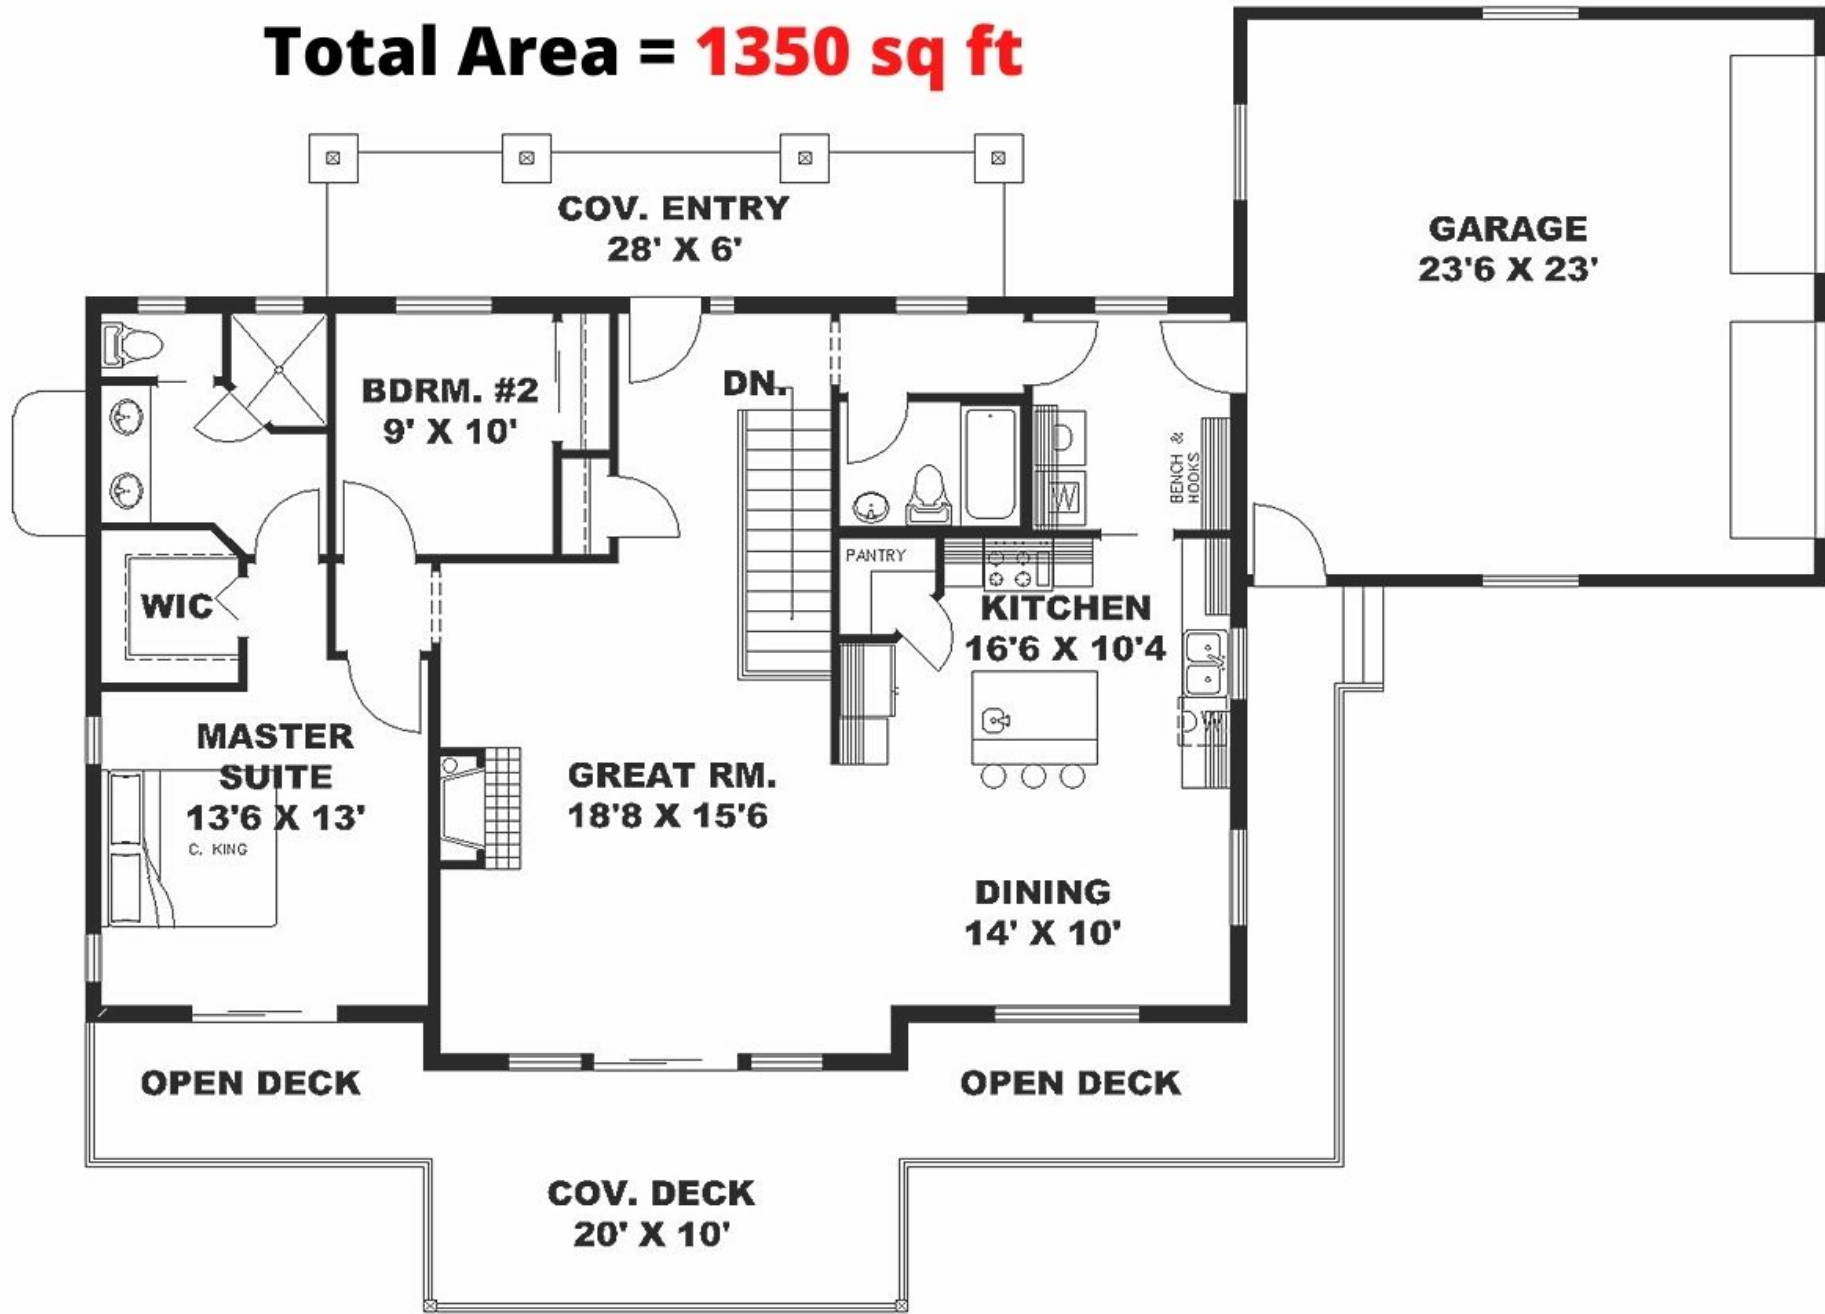 Total Area = 1350 sq ft
COV. ENTRY
28' X 6'
GARAGE
23'6 X 23'
BDRM. #2
9' X 10'
DN.
BENCH &
HOOKS
W
PANTRY
WIC
KITCHEN
16'6 X 10'4
MASTER
SUITE
13'6 X 13'
C. KING
GREAT RM.
18'8 X 15'6
DINING
14' X 10'
OPEN DECK
OPEN DECK
COV. DECK
20' X 10'